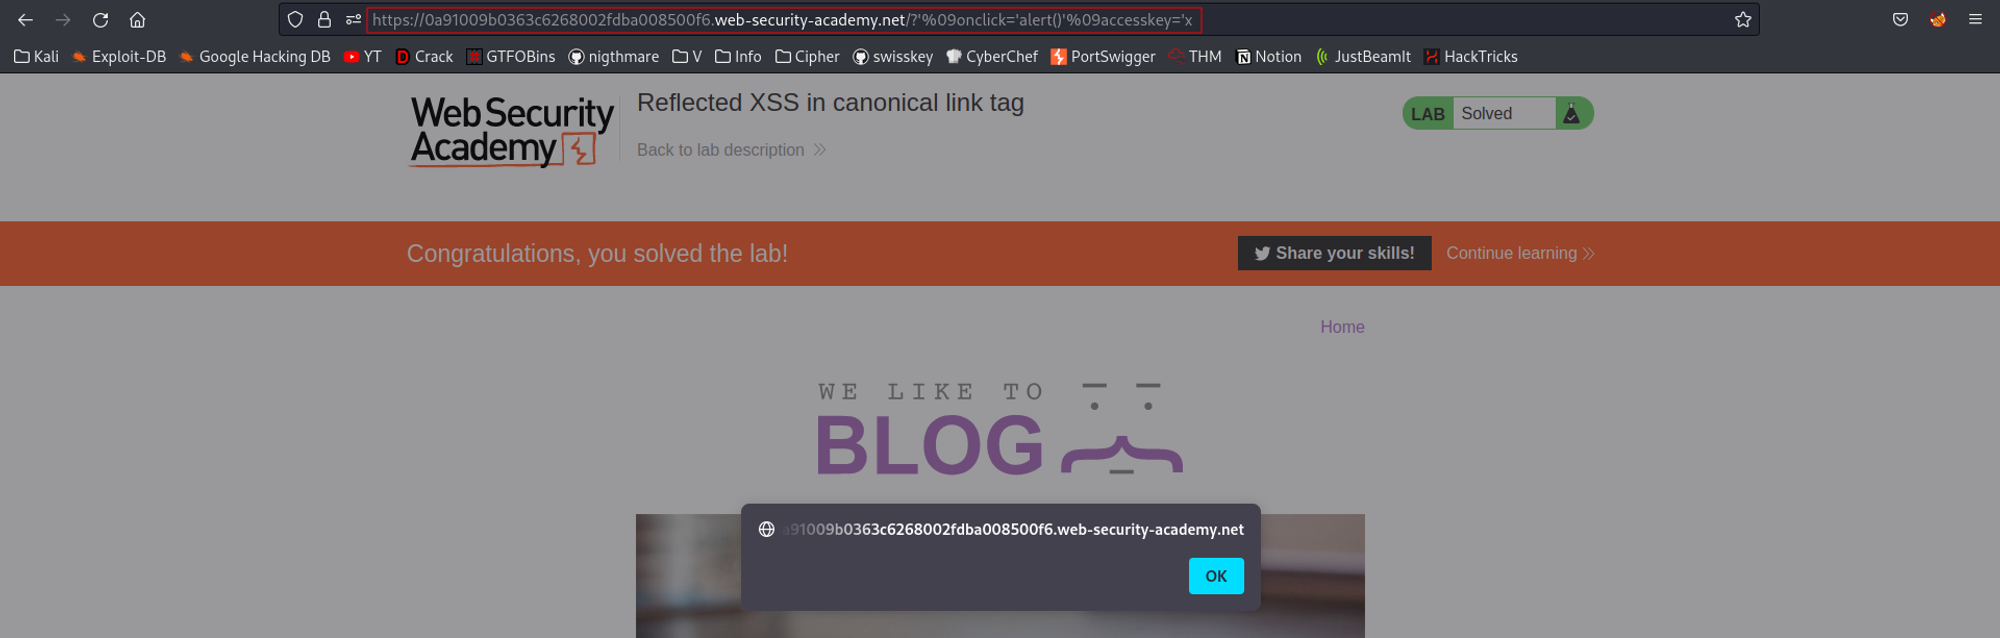 https://0a91009b0363c6268002fdba008500f6.web-security-academy.net/?'%09onclick='alert()'%09accesskey='x
Kali Exploit-DB Google Hacking DB YT Crack GTFOBins nigthmare V Info Cipher swisskey CyberChef PortSwigger THM Notion JustBeamIt HackTricks
Web Security
Academy
Reflected XSS in canonical link tag
Back to lab description
LAB Solved
Congratulations, you solved the lab!
Share your skills! Continue learning
Home
WE LIKE TO
BLOG
a91009b0363c6268002fdba008500f6.web-security-academy.net
OK